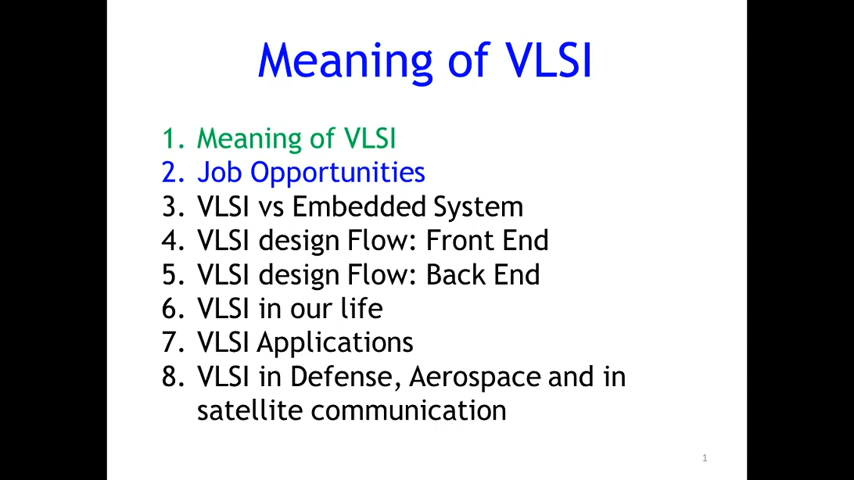 Meaning of VLSI
1. Meaning of VLSI
2. Job Opportunities
3. VLSI vs Embedded System
4. VLSI design Flow: Front End
5. VLSI design Flow: Back End
6. VLSI in our life
7. VLSI Applications
8. VLSI in Defense, Aerospace and in
satellite communication
1